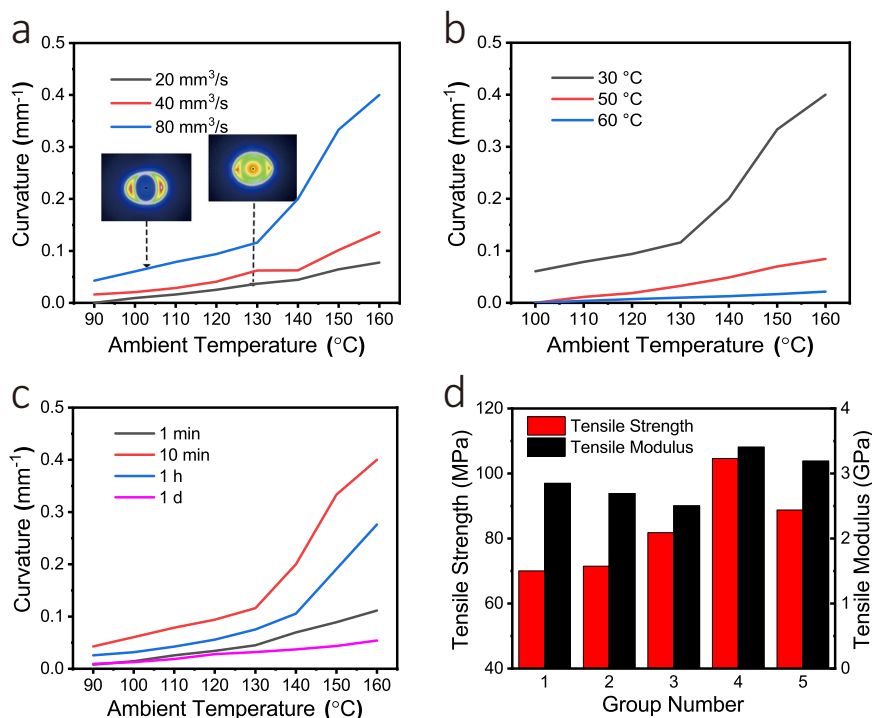 a
0.5
0.4
0.3
0.2
0.1
0.0
Curvature (mm-1)
20 mm3/s
40 mm3/s
80 mm3/s
90 100 110 120 130 140 150 160
Ambient Temperature (°C)
b
0.5
0.4
0.3
0.2
0.1
0.0
Curvature (mm-1)
30 °C
50 °C
60 °C
100 110 120 130 140 150 160
Ambient Temperature (°C)
c
0.5
0.4
0.3
0.2
0.1
0.0
Curvature (mm-1)
1 min
10 min
1 h
1 d
90 100 110 120 130 140 150 160
Ambient Temperature (°C)
d
120
100
80
60
40
Tensile Strength (MPa)
Tensile Strength
Tensile Modulus
4
3
2
1
0
Tensile Modulus (GPa)
1 2 3 4 5
Group Number